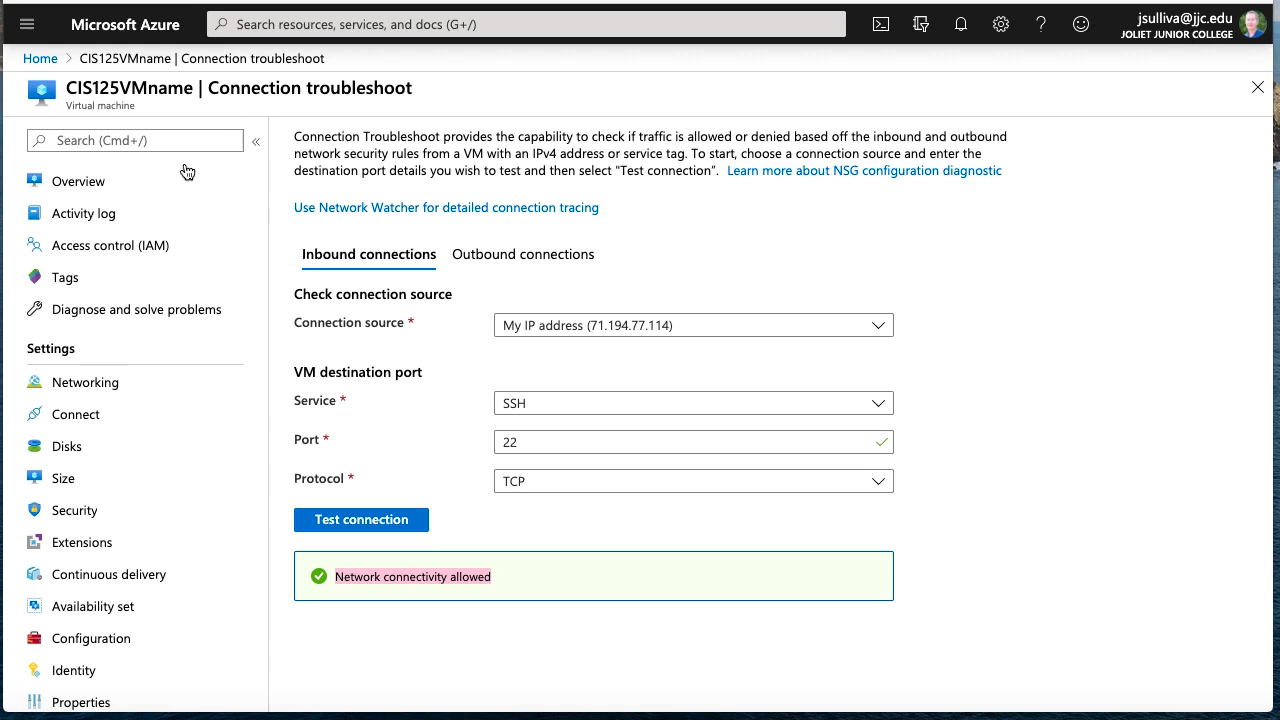 Microsoft Azure
Search resources, services, and docs (G+/)
jsulliva@jjc.edu
JOLIET JUNIOR COLLEGE
Home > CIS125VMname | Connection troubleshoot
CIS125VMname | Connection troubleshoot
Virtual machine
Search (Cmd+/)
«
Overview
Activity log
Access control (IAM)
Tags
Diagnose and solve problems
Settings
Networking
Connect
Disks
Size
Security
Extensions
Continuous delivery
Availability set
Configuration
Identity
Properties
Connection Troubleshoot provides the capability to check if traffic is allowed or denied based off the inbound and outbound
network security rules from a VM with an IPv4 address or service tag. To start, choose a connection source and enter the
destination port details you wish to test and then select "Test connection". Learn more about NSG configuration diagnostic
Use Network Watcher for detailed connection tracing
Inbound connections Outbound connections
Check connection source
Connection source * My IP address (71.194.77.114)
VM destination port
Service * SSH
Port * 22
Protocol * TCP
Test connection
Network connectivity allowed